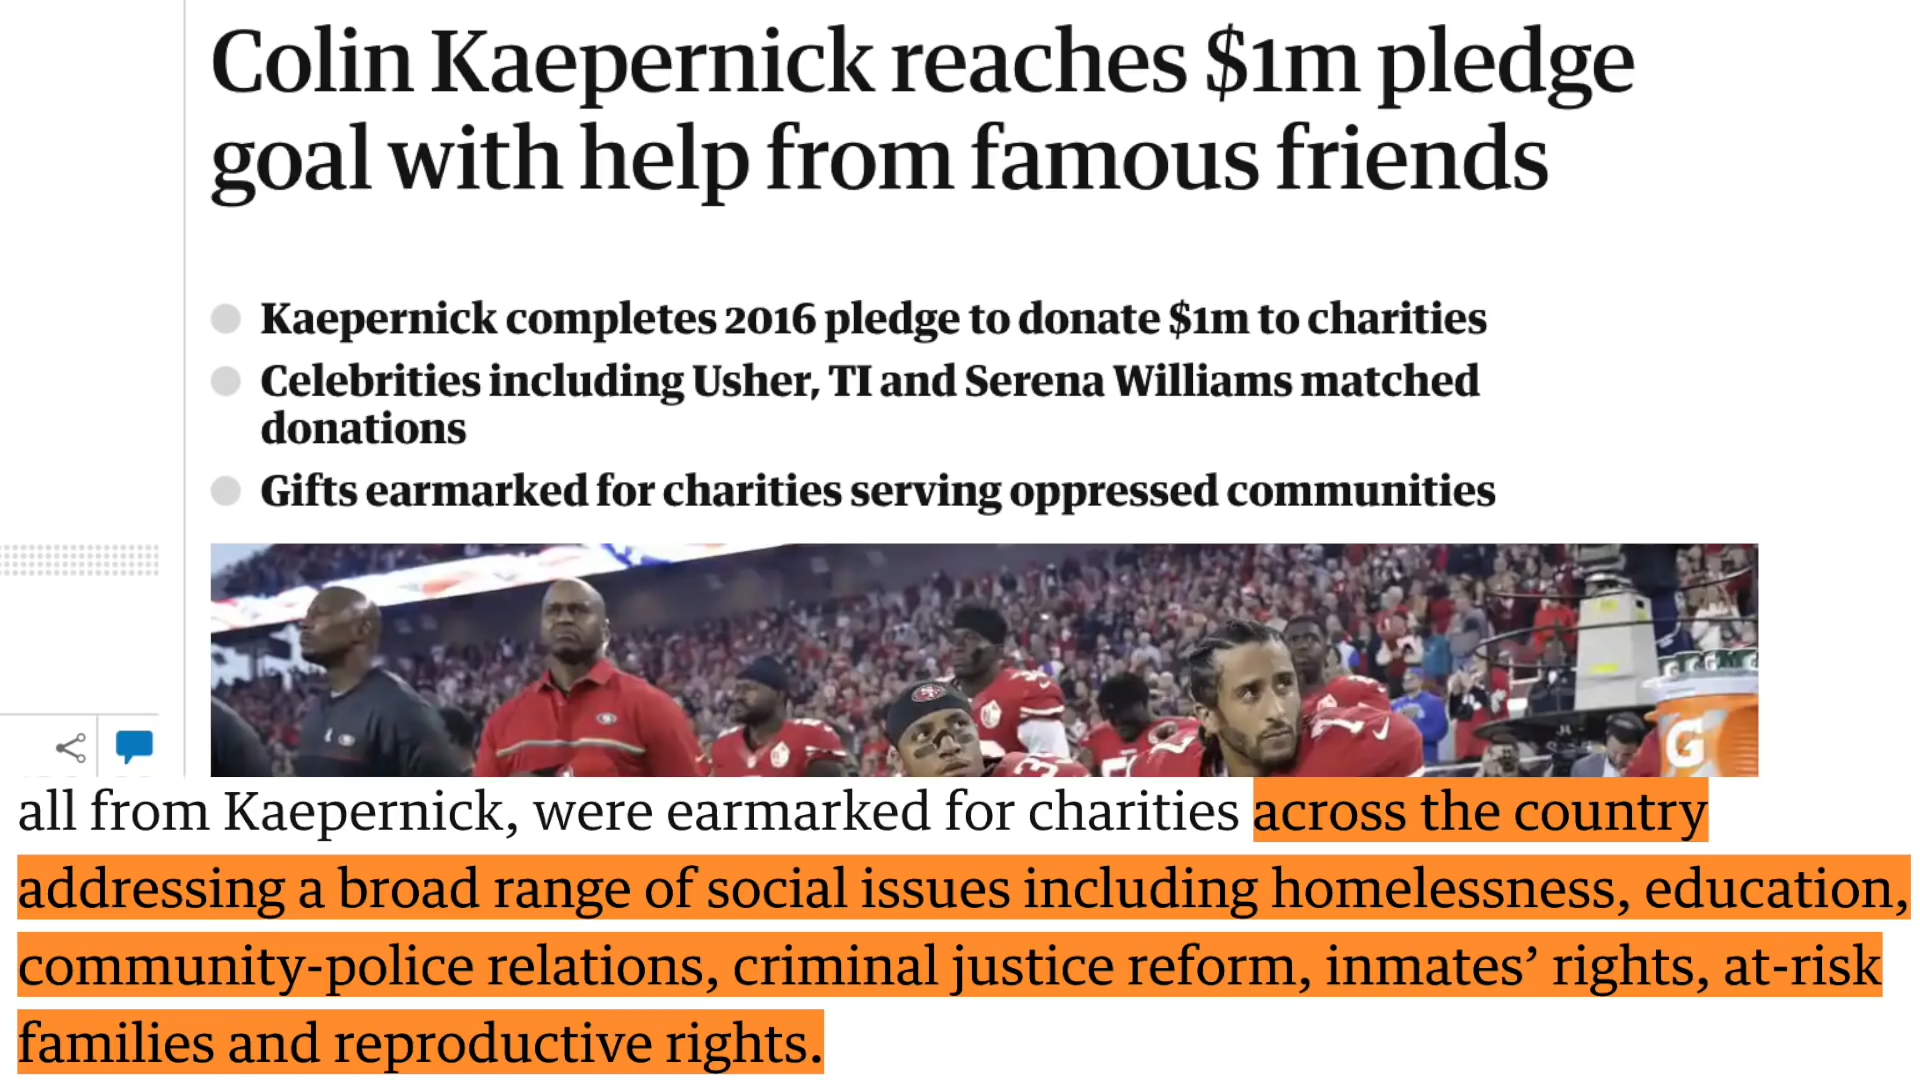 Colin Kaepernick reaches $1m pledge
goal with help from famous friends
Kaepernick completes 2016 pledge to donate $1m to charities
Celebrities including Usher, TI and Serena Williams matched
donations
Gifts earmarked for charities serving oppressed communities
G
all from Kaepernick, were earmarked for charities across the country
addressing a broad range of social issues including homelessness, education,
community-police relations, criminal justice reform, inmates’ rights, at-risk
families and reproductive rights.